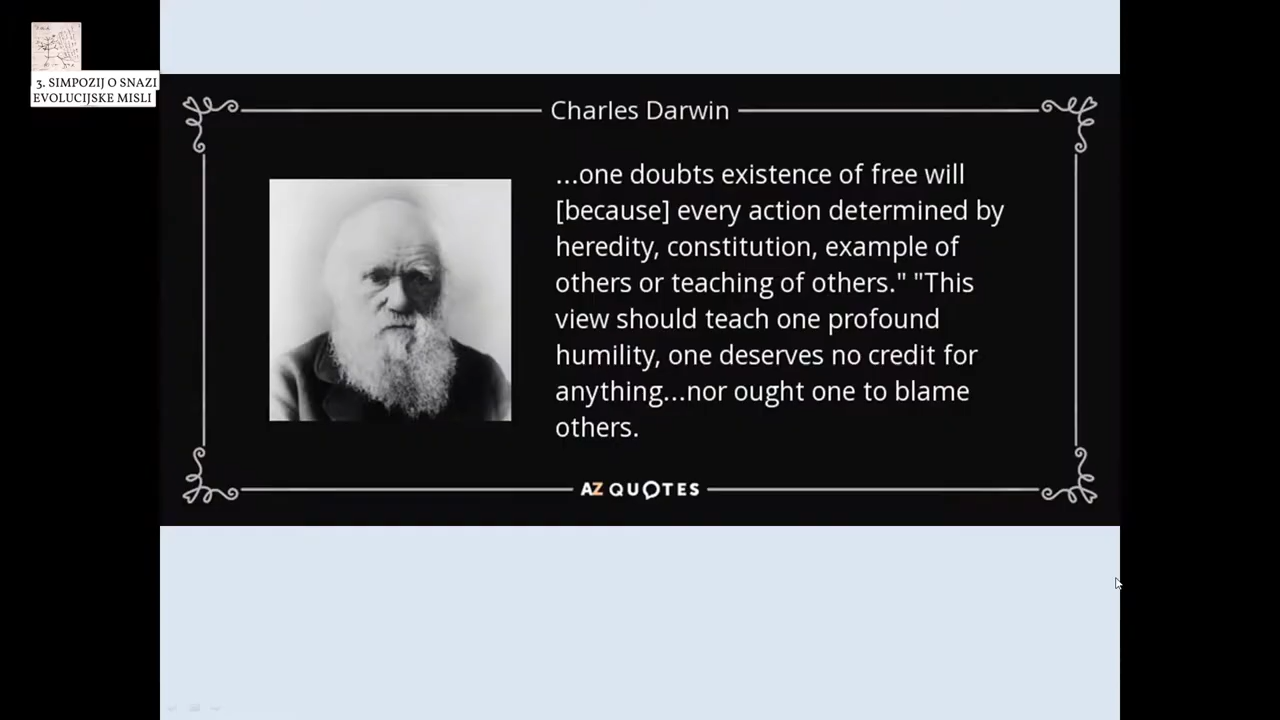 3. SIMPOZIJ O SNAZI
EVOLUCIJSKE MISLI
Charles Darwin
...one doubts existence of free will
[because] every action determined by
heredity, constitution, example of
others or teaching of others." "This
view should teach one profound
humility, one deserves no credit for
anything...nor ought one to blame
others.
AZ QUOTES